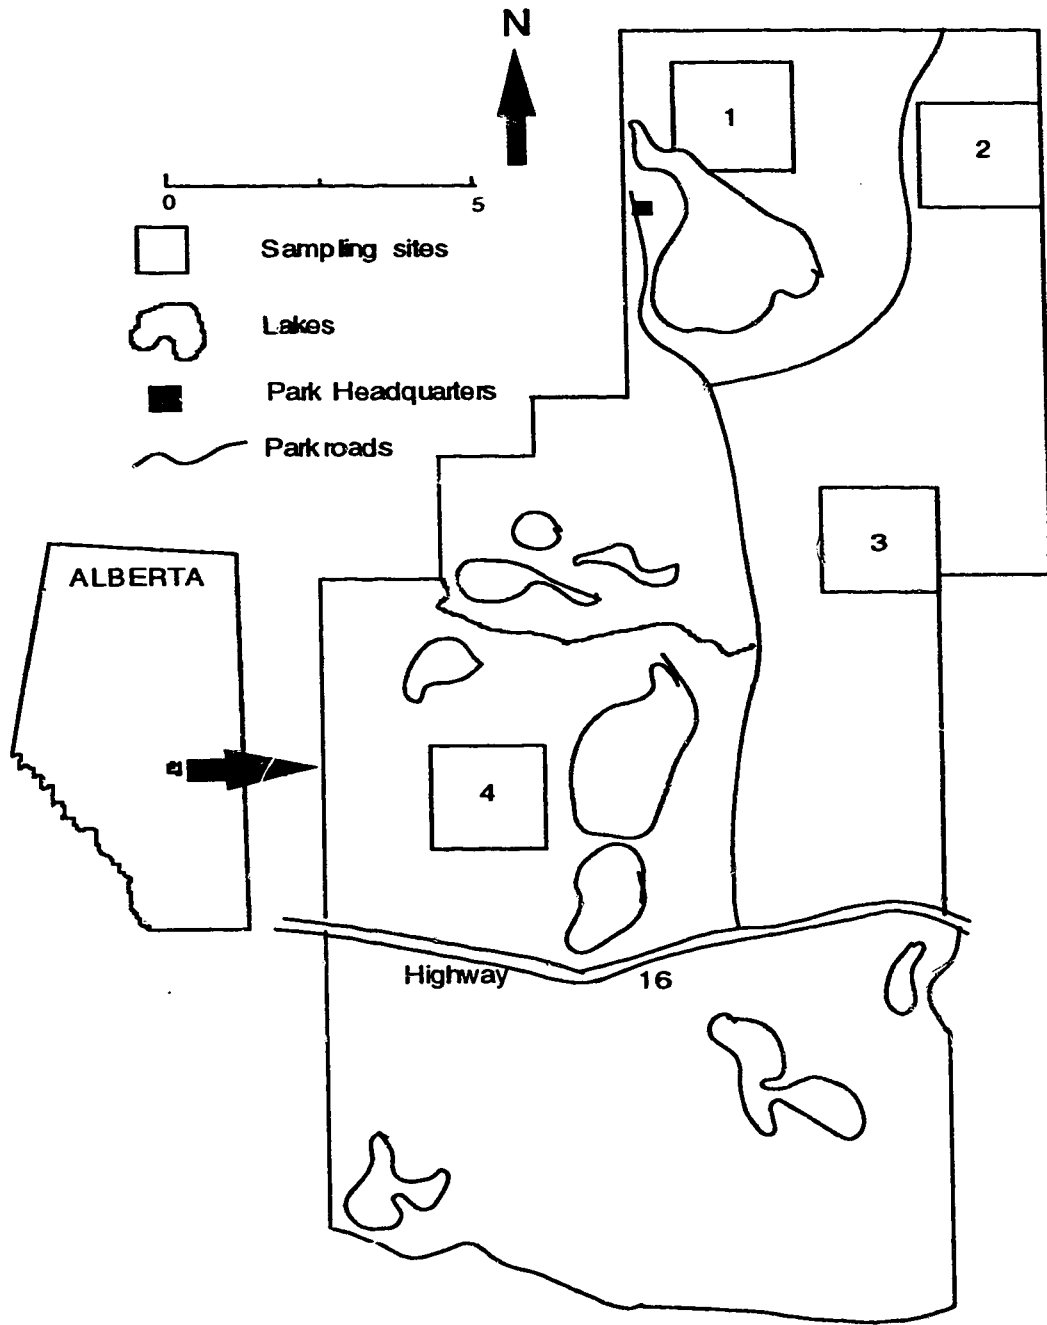 N
1
2
0 5
Sampling sites
Lakes
Park Headquarters
Park roads
3
ALBERTA
4
Highway 16